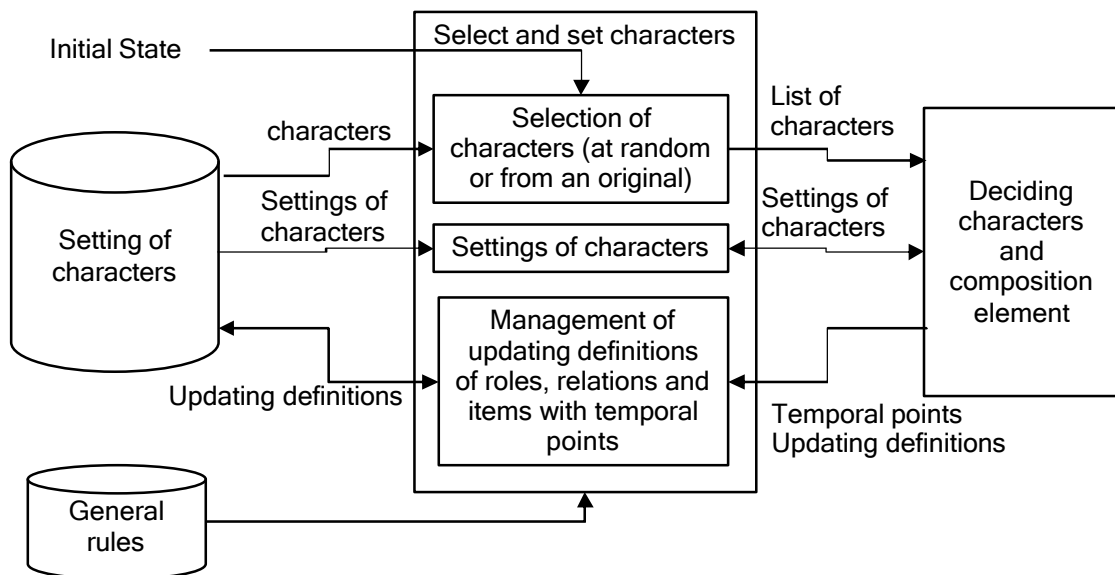 Initial State
Select and set characters
characters
Selection of
characters (at random
or from an original)
List of
characters
Setting of
characters
Settings of
characters
Settings of characters
Settings of
characters
Deciding
characters
and
composition
element
Updating definitions
Management of
updating definitions
of roles, relations and
items with temporal
points
Temporal points
Updating definitions
General
rules